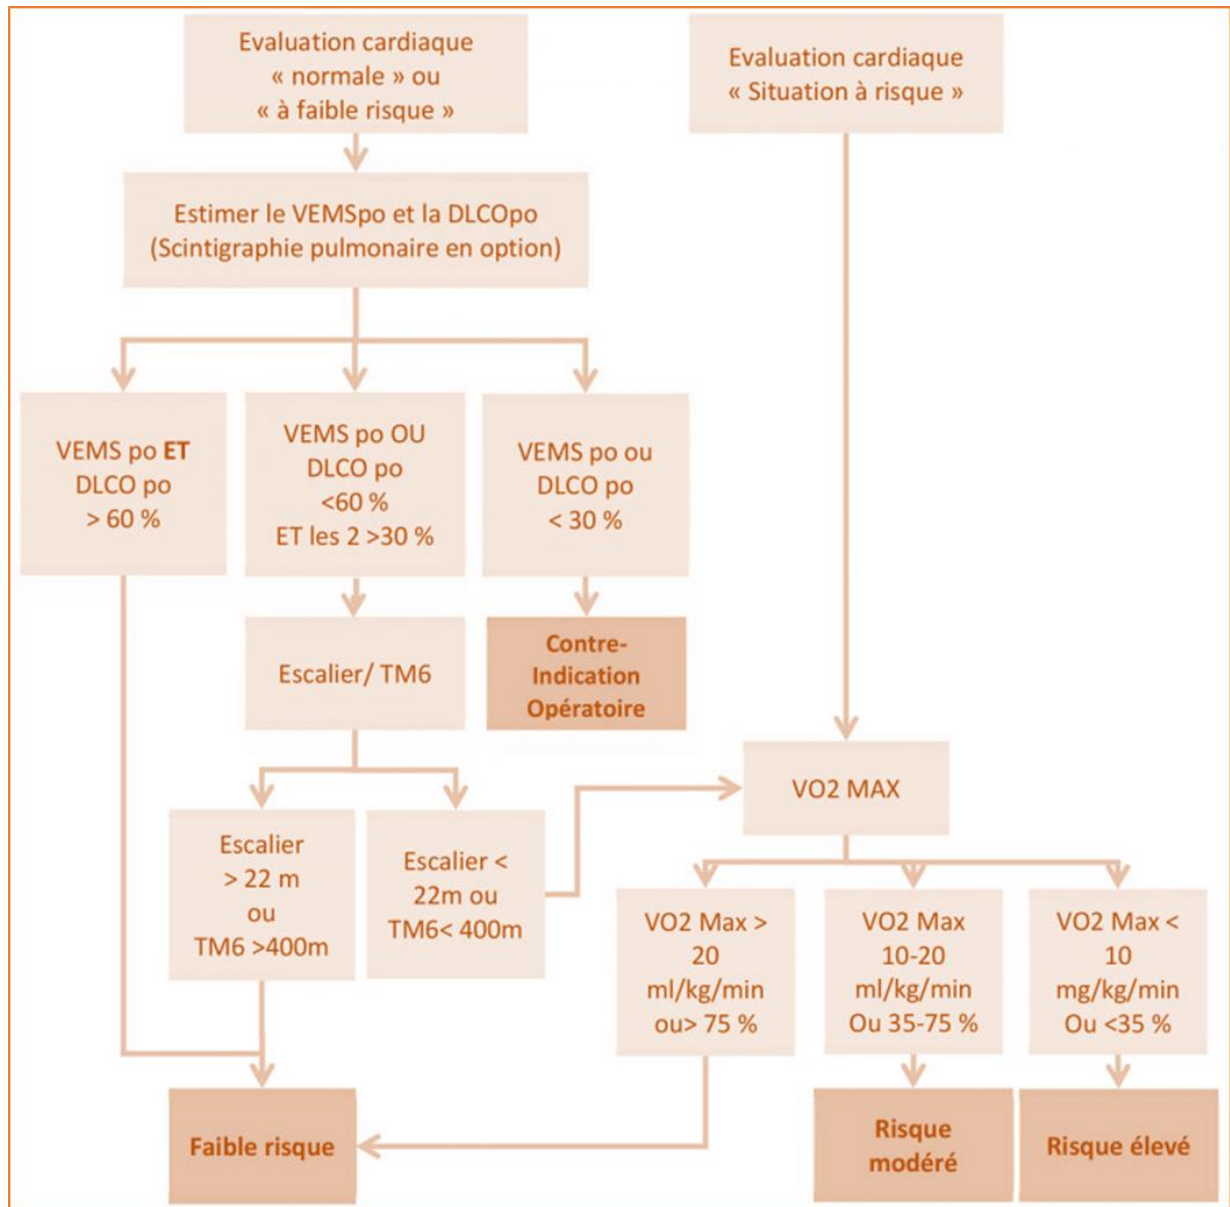 Evaluation cardiaque
« normale » ou
« à faible risque »
Evaluation cardiaque
« Situation à risque »
Estimer le VEMSpo et la DLCOpo
(Scintigraphie pulmonaire en option)
VEMS po ET
DLCO po
> 60 %
VEMS po OU
DLCO po
<60 %
ET les 2 >30 %
VEMS po ou
DLCO po
< 30 %
Escalier/ TM6
Contre-
Indication
Opératoire
VO2 MAX
Escalier
> 22 m
ou
TM6 >400m
Escalier <
22m ou
TM6< 400m
VO2 Max >
20
ml/kg/min
ou> 75 %
VO2 Max
10-20
ml/kg/min
Ou 35-75 %
VO2 Max <
10
mg/kg/min
Ou <35 %
Faible risque
Risque
modéré
Risque élevé